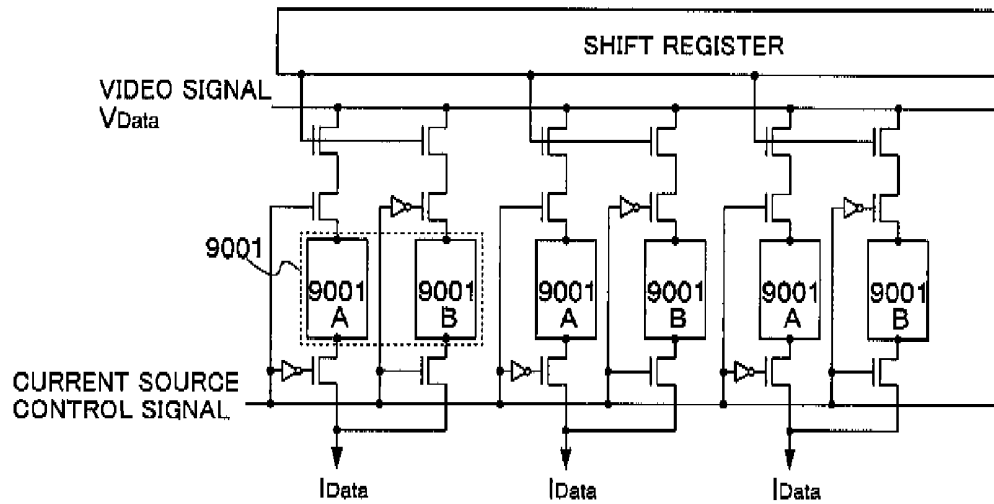 SHIFT REGISTER
VIDEO SIGNAL
VData
9001
9001
A
9001
B
9001
A
9001
B
9001
A
9001
B
CURRENT SOURCE
CONTROL SIGNAL
IData
IData
IData